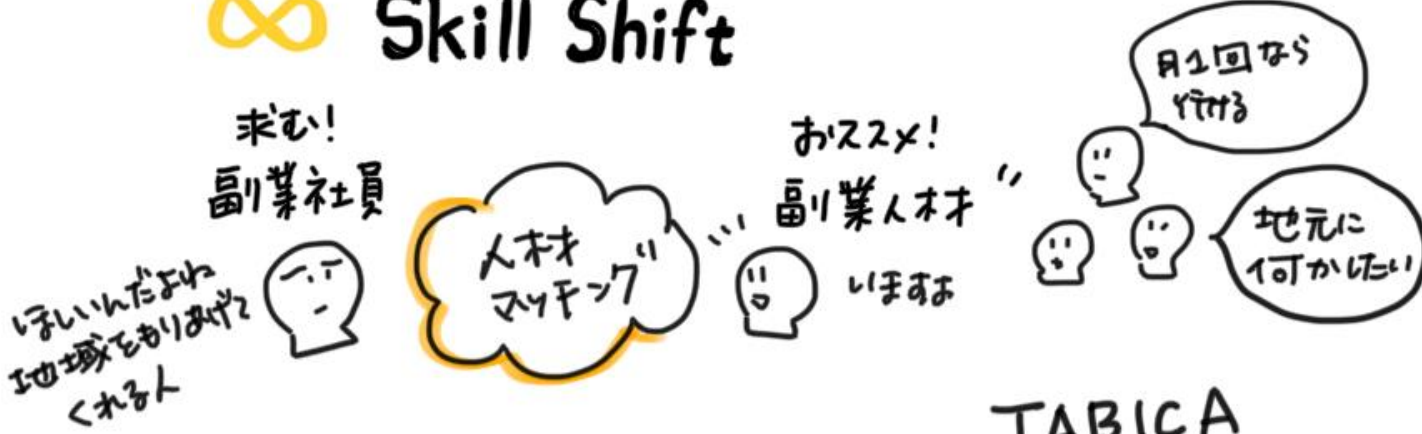 Skill Shift
求む!
副業社員
ほしいんだよね
地域をもりあげて
くれる人
人材
マッチング
おススメ!
副業人材
いますよ
月1回なら
行ける
地元に
何かしたい
TABICA